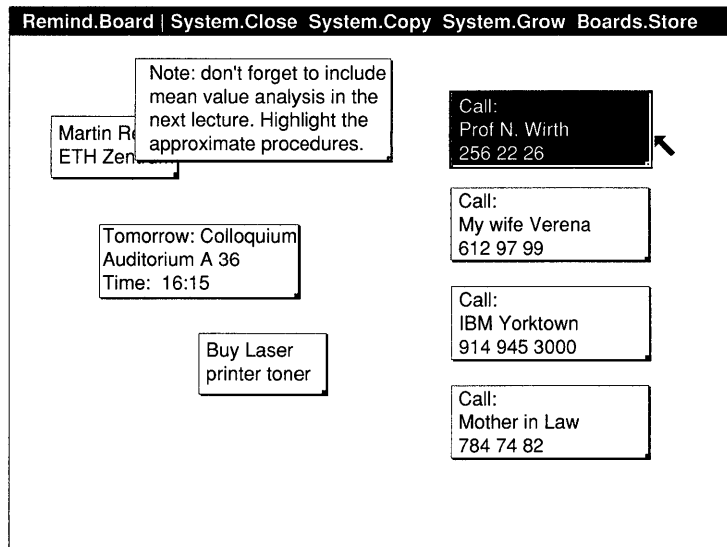 Remind.Board | System.Close System.Copy System.Grow Boards.Store
Note: don't forget to include
mean value analysis in the
next lecture. Highlight the
approximate procedures.
Martin
ETH
Tomorrow: Colloquium
Auditorium A 36
Time: 16:15
Buy Laser
printer toner
Call:
Prof N. Wirth
256 22 26
Call:
My wife Verena
612 97 99
Call:
IBM Yorktown
914 945 3000
Call:
Mother in Law
784 74 82